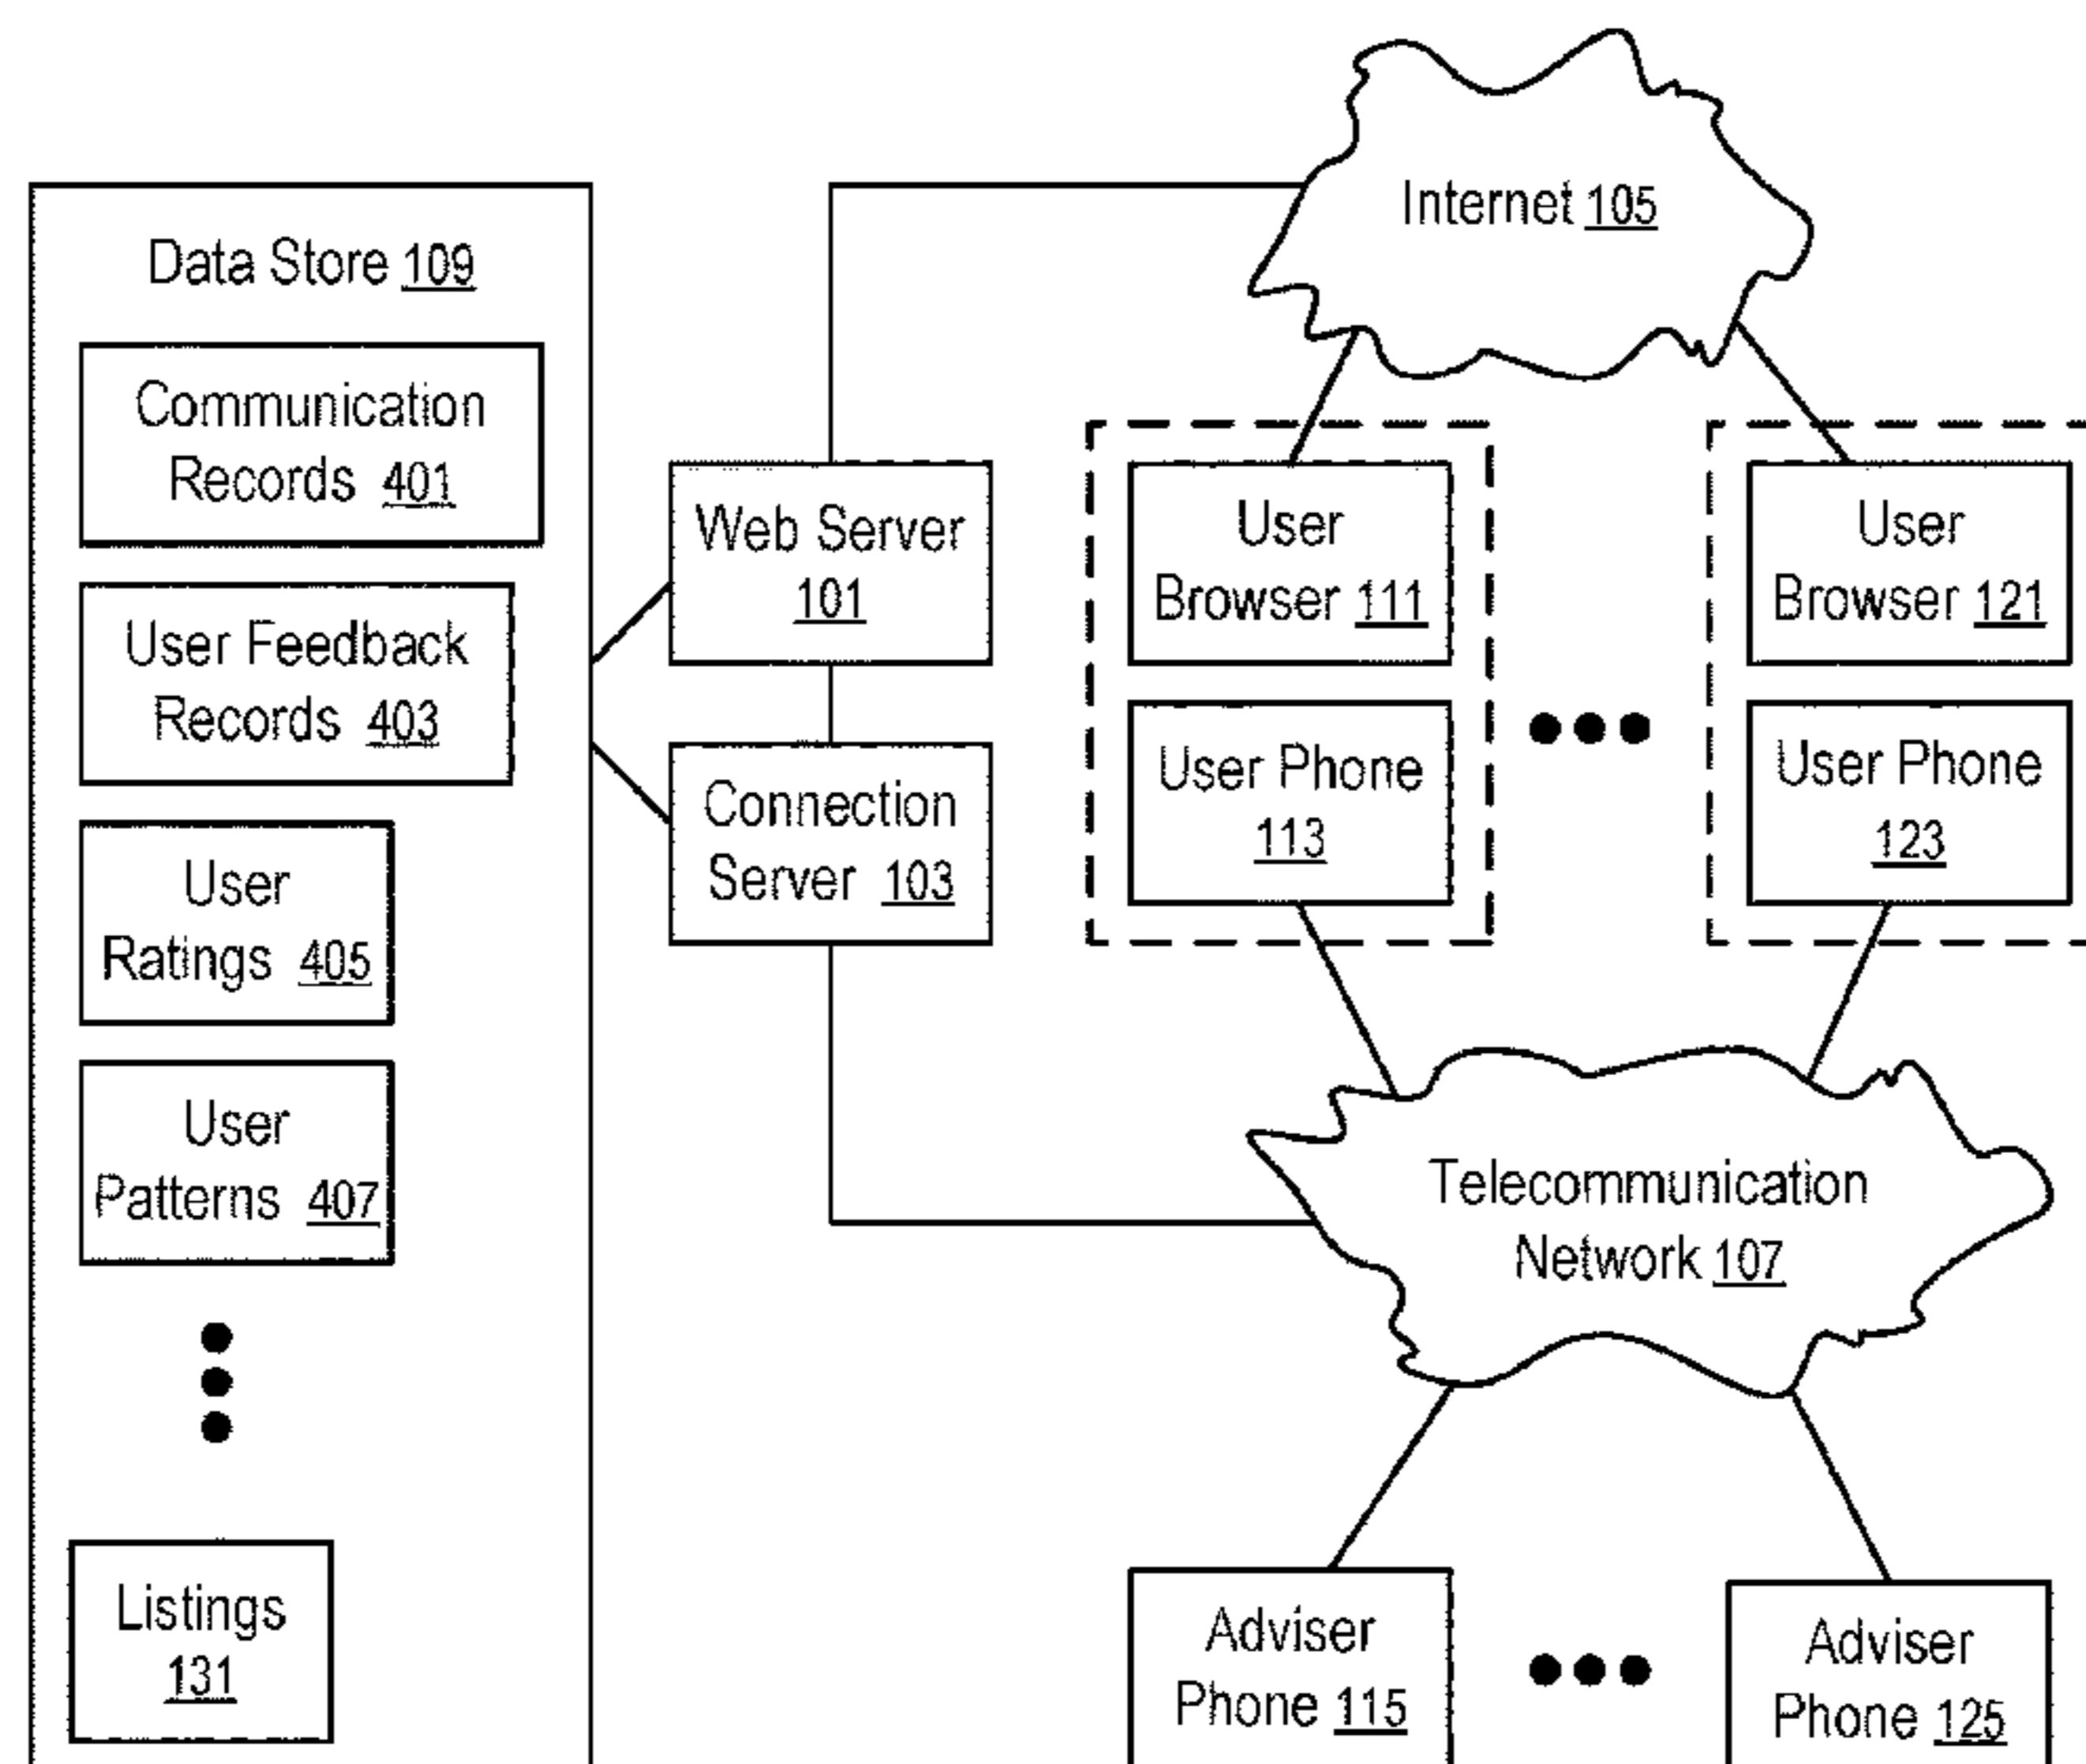 Data Store 109
Communication
Records 401
User Feedback
Records 403
User
Ratings 405
User
Patterns 407
Listings
131
Web Server
101
Connection
Server 103
Internet 105
User
Browser 111
User Phone
113
User
Browser 121
User Phone
123
Telecommunication
Network 107
Adviser
Phone 115
Adviser
Phone 125